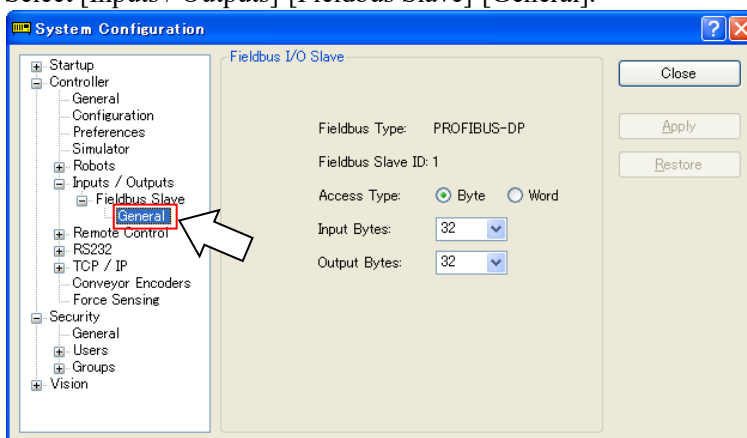 Select [Inputs / Outputs]-[Fieldbus Slave]-[General].
System Configuration
Startup
Controller
General
Configuration
Preferences
Simulator
Robots
Inputs / Outputs
Fieldbus Slave
General
Remote Control
RS232
TCP / IP
Conveyor Encoders
Force Sensing
Security
General
Users
Groups
Vision
Fieldbus I/O Slave
Fieldbus Type: PROFIBUS-DP
Fieldbus Slave ID: 1
Access Type: Byte Word
Input Bytes: 32
Output Bytes: 32
Close
Apply
Restore